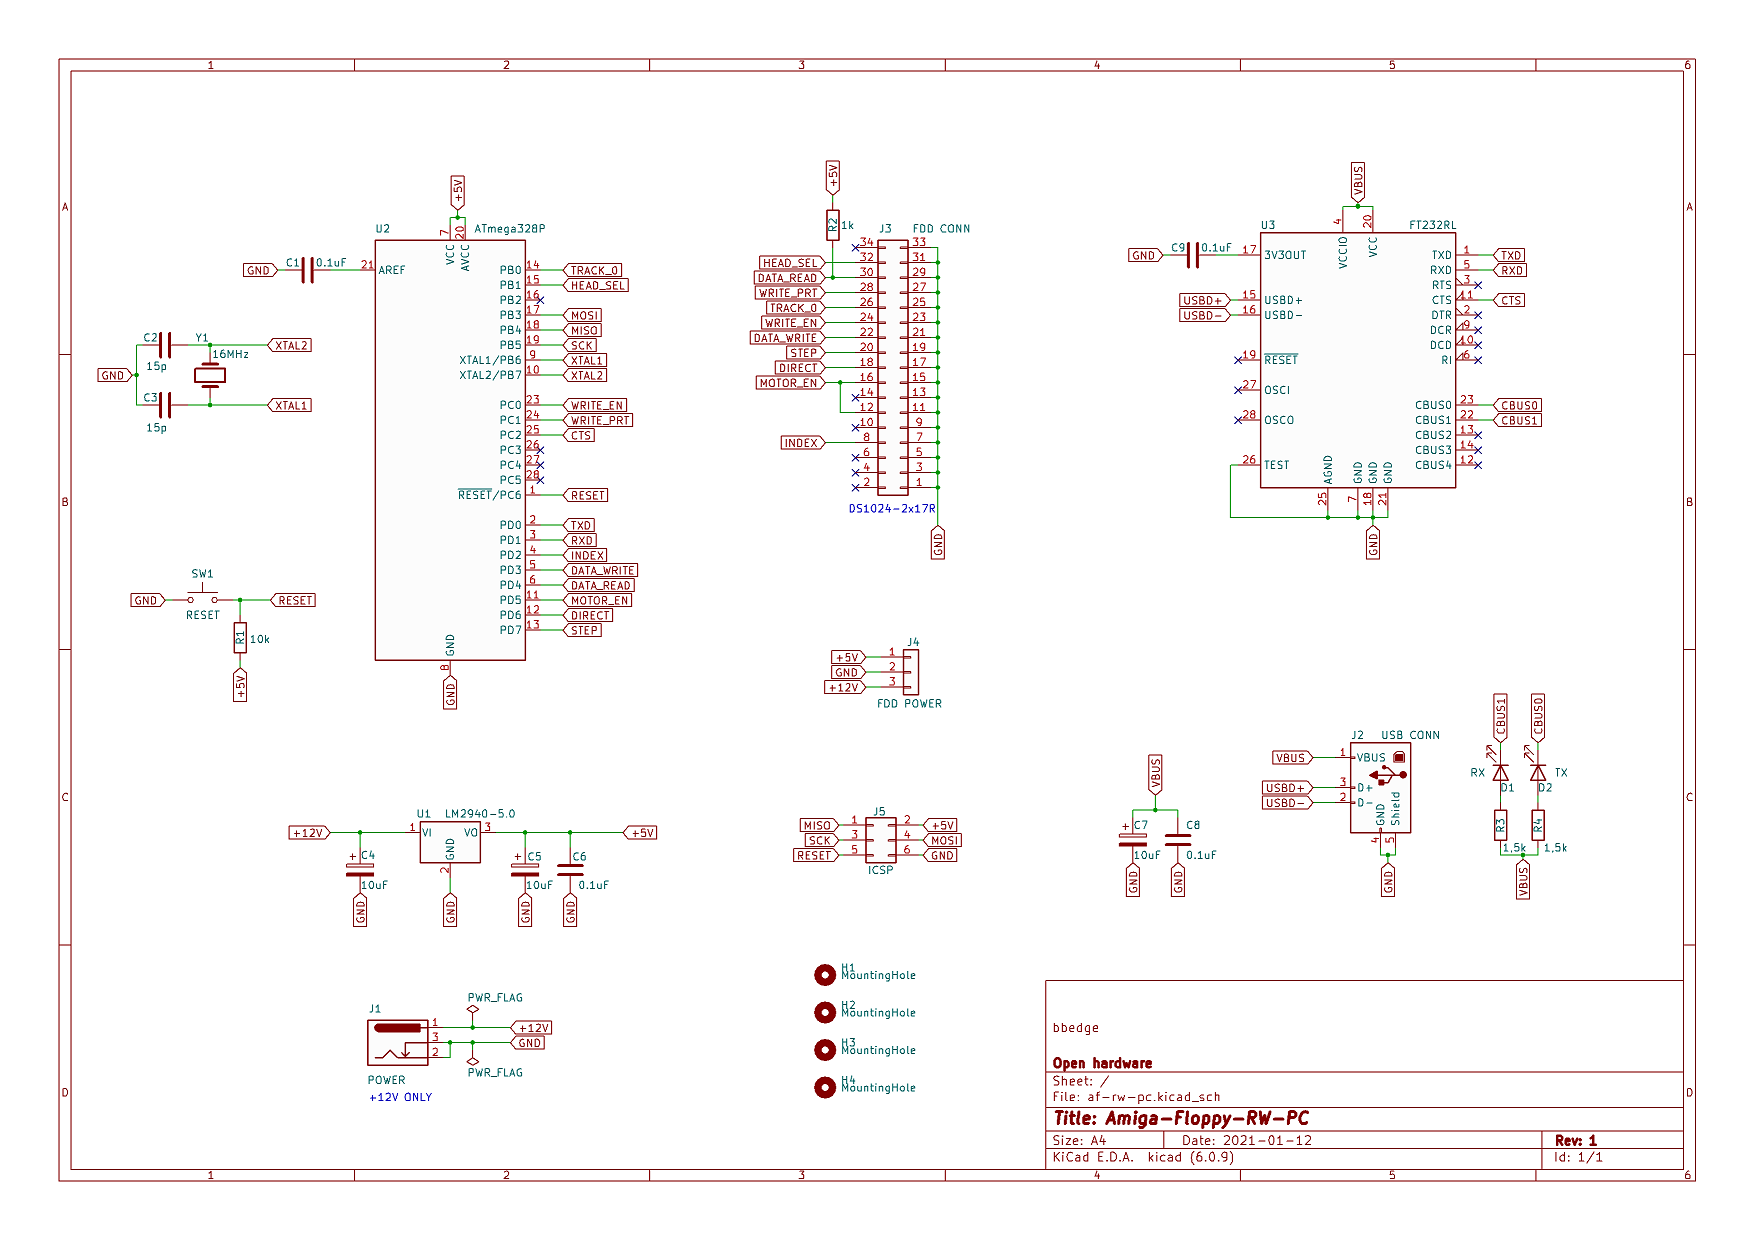 1 2 3 4 5 6
A
B
C
D
+5V
U2 ATmega328P
7 20
VCC AVCC
GND C1 0.1uF 21 AREF
PB0 14 TRACK_0
PB1 15 HEAD_SEL
PB2 16
PB3 17 MOSI
PB4 18 MISO
PB5 19 SCK
XTAL1/PB6 9 XTAL1
XTAL2/PB7 10 XTAL2
PC0 23 WRITE_EN
PC1 24 WRITE_PRT
PC2 25 CTS
PC3 26
PC4 27
PC5 28
RESET/PC6 1 RESET
PD0 2 TXD
PD1 3 RXD
PD2 4 INDEX
PD3 5 DATA_WRITE
PD4 6 DATA_READ
PD5 11 MOTOR_EN
PD6 12 DIRECT
PD7 13 STEP
GND
8
GND
C2 Y1
15p 16MHz XTAL2
GND
C3 XTAL1
15p
SW1
GND RESET
RESET
R1 10k
+5V
+5V
R2 1k
J3 FDD CONN
34 33
HEAD_SEL 32 31
DATA_READ 30 29
WRITE_PRT 28 27
TRACK_0 26 25
WRITE_EN 24 23
DATA_WRITE 22 21
STEP 20 19
DIRECT 18 17
MOTOR_EN 16 15
14 13
12 11
10 9
INDEX 8 7
6 5
4 3
2 1
DS1024-2x17R
GND
VBUS
U3 FT232RL
4 20
VCCIO VCC
GND C9 0.1uF 17 3V3OUT
USBD+ 15 USBD+
USBD- 16 USBD-
19 RESET
27 OSCI
28 OSCO
26 TEST
TXD 1 TXD
RXD 5 RXD
RTS 3
CTS 11 CTS
DTR 2
DCR 9
DCD 10
RI 6
CBUS0 23 CBUS0
CBUS1 22 CBUS1
CBUS2 13
CBUS3 14
CBUS4 12
AGND GND GND GND
25 7 18 21
GND
J4
+5V 1
GND 2
+12V 3
FDD POWER
U1 LM2940-5.0
+12V 1 VI VO 3 +5V
GND
2
C4 10uF
C5 10uF
C6 0.1uF
GND GND GND GND
J5
MISO 1 2 +5V
SCK 3 4 MOSI
RESET 5 6 GND
ICSP
VBUS
C7 C8
10uF 0.1uF
GND GND
J2 USB CONN
VBUS 1 VBUS
USBD+ 3 D+
USBD- 2 D-
GND Shield
4 5
GND
CBUS1 CBUS0
RX D1 D2 TX
R3 R4
1,5k 1,5k
VBUS
J1
PWR_FLAG
1 +12V
3 GND
2
PWR_FLAG
POWER
+12V ONLY
H1
MountingHole
H2
MountingHole
H3
MountingHole
H4
MountingHole
bbedge
Open hardware
Sheet: /
File: af-rw-pc.kicad_sch
Title: Amiga-Floppy-RW-PC
Size: A4 Date: 2021-01-12 Rev: 1
KiCad E.D.A. kicad (6.0.9) Id: 1/1
A
B
C
D
1 2 3 4 5 6